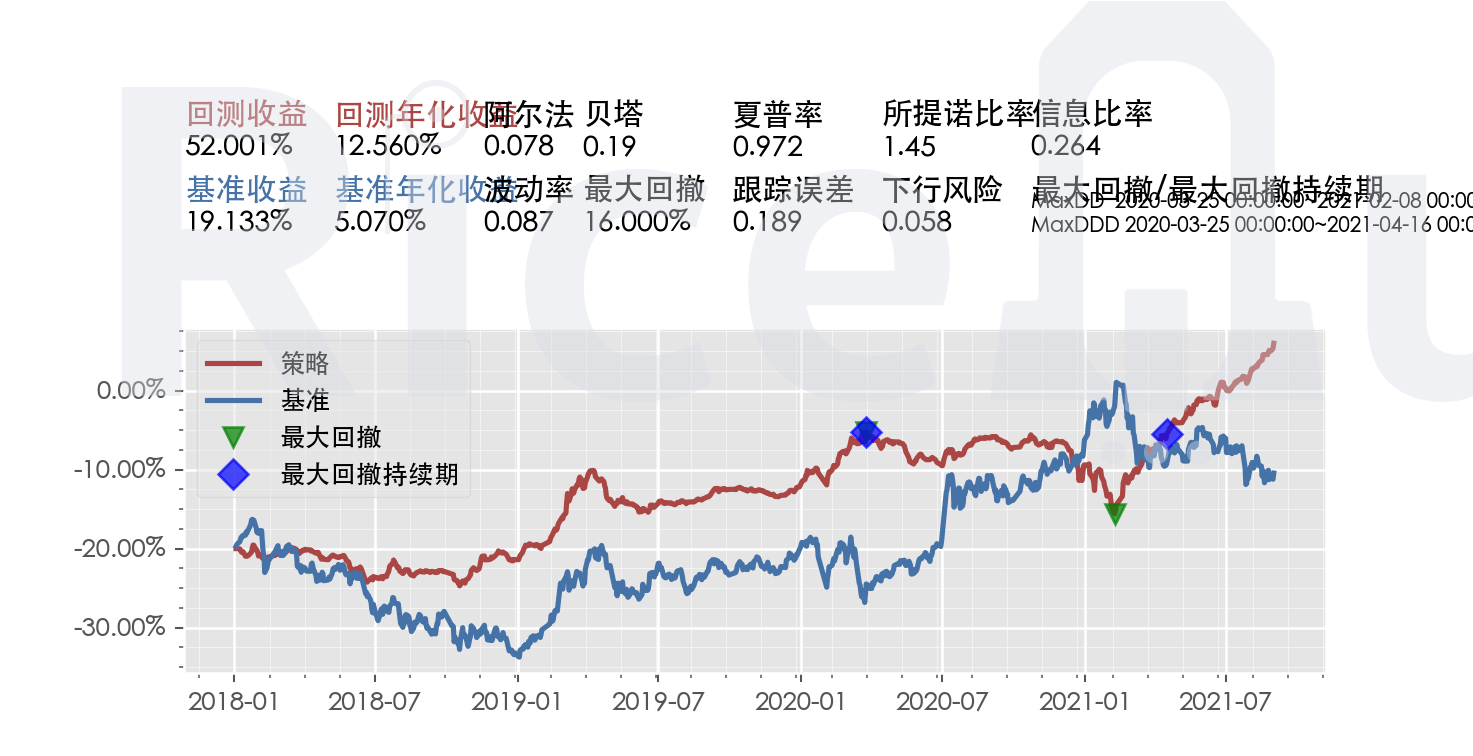 回测收益 回测年化收益 阿尔法 贝塔 夏普率 所提诺比率 信息比率
52.001% 12.560% 0.078 0.19 0.972 1.45 0.264
基准收益 基准年化收益 波动率 最大回撤 跟踪误差 下行风险 最大回撤/最大回撤持续期
19.133% 5.070% 0.087 16.000% 0.189 0.058
MaxDD 2020-03-25 00:00:00~2021-02-08 00:00
MaxDDD 2020-03-25 00:00:00~2021-04-16 00:0
策略
基准
最大回撤
最大回撤持续期
0.00%
-10.00%
-20.00%
-30.00%
2018-01 2018-07 2019-01 2019-07 2020-01 2020-07 2021-01 2021-07
Rice